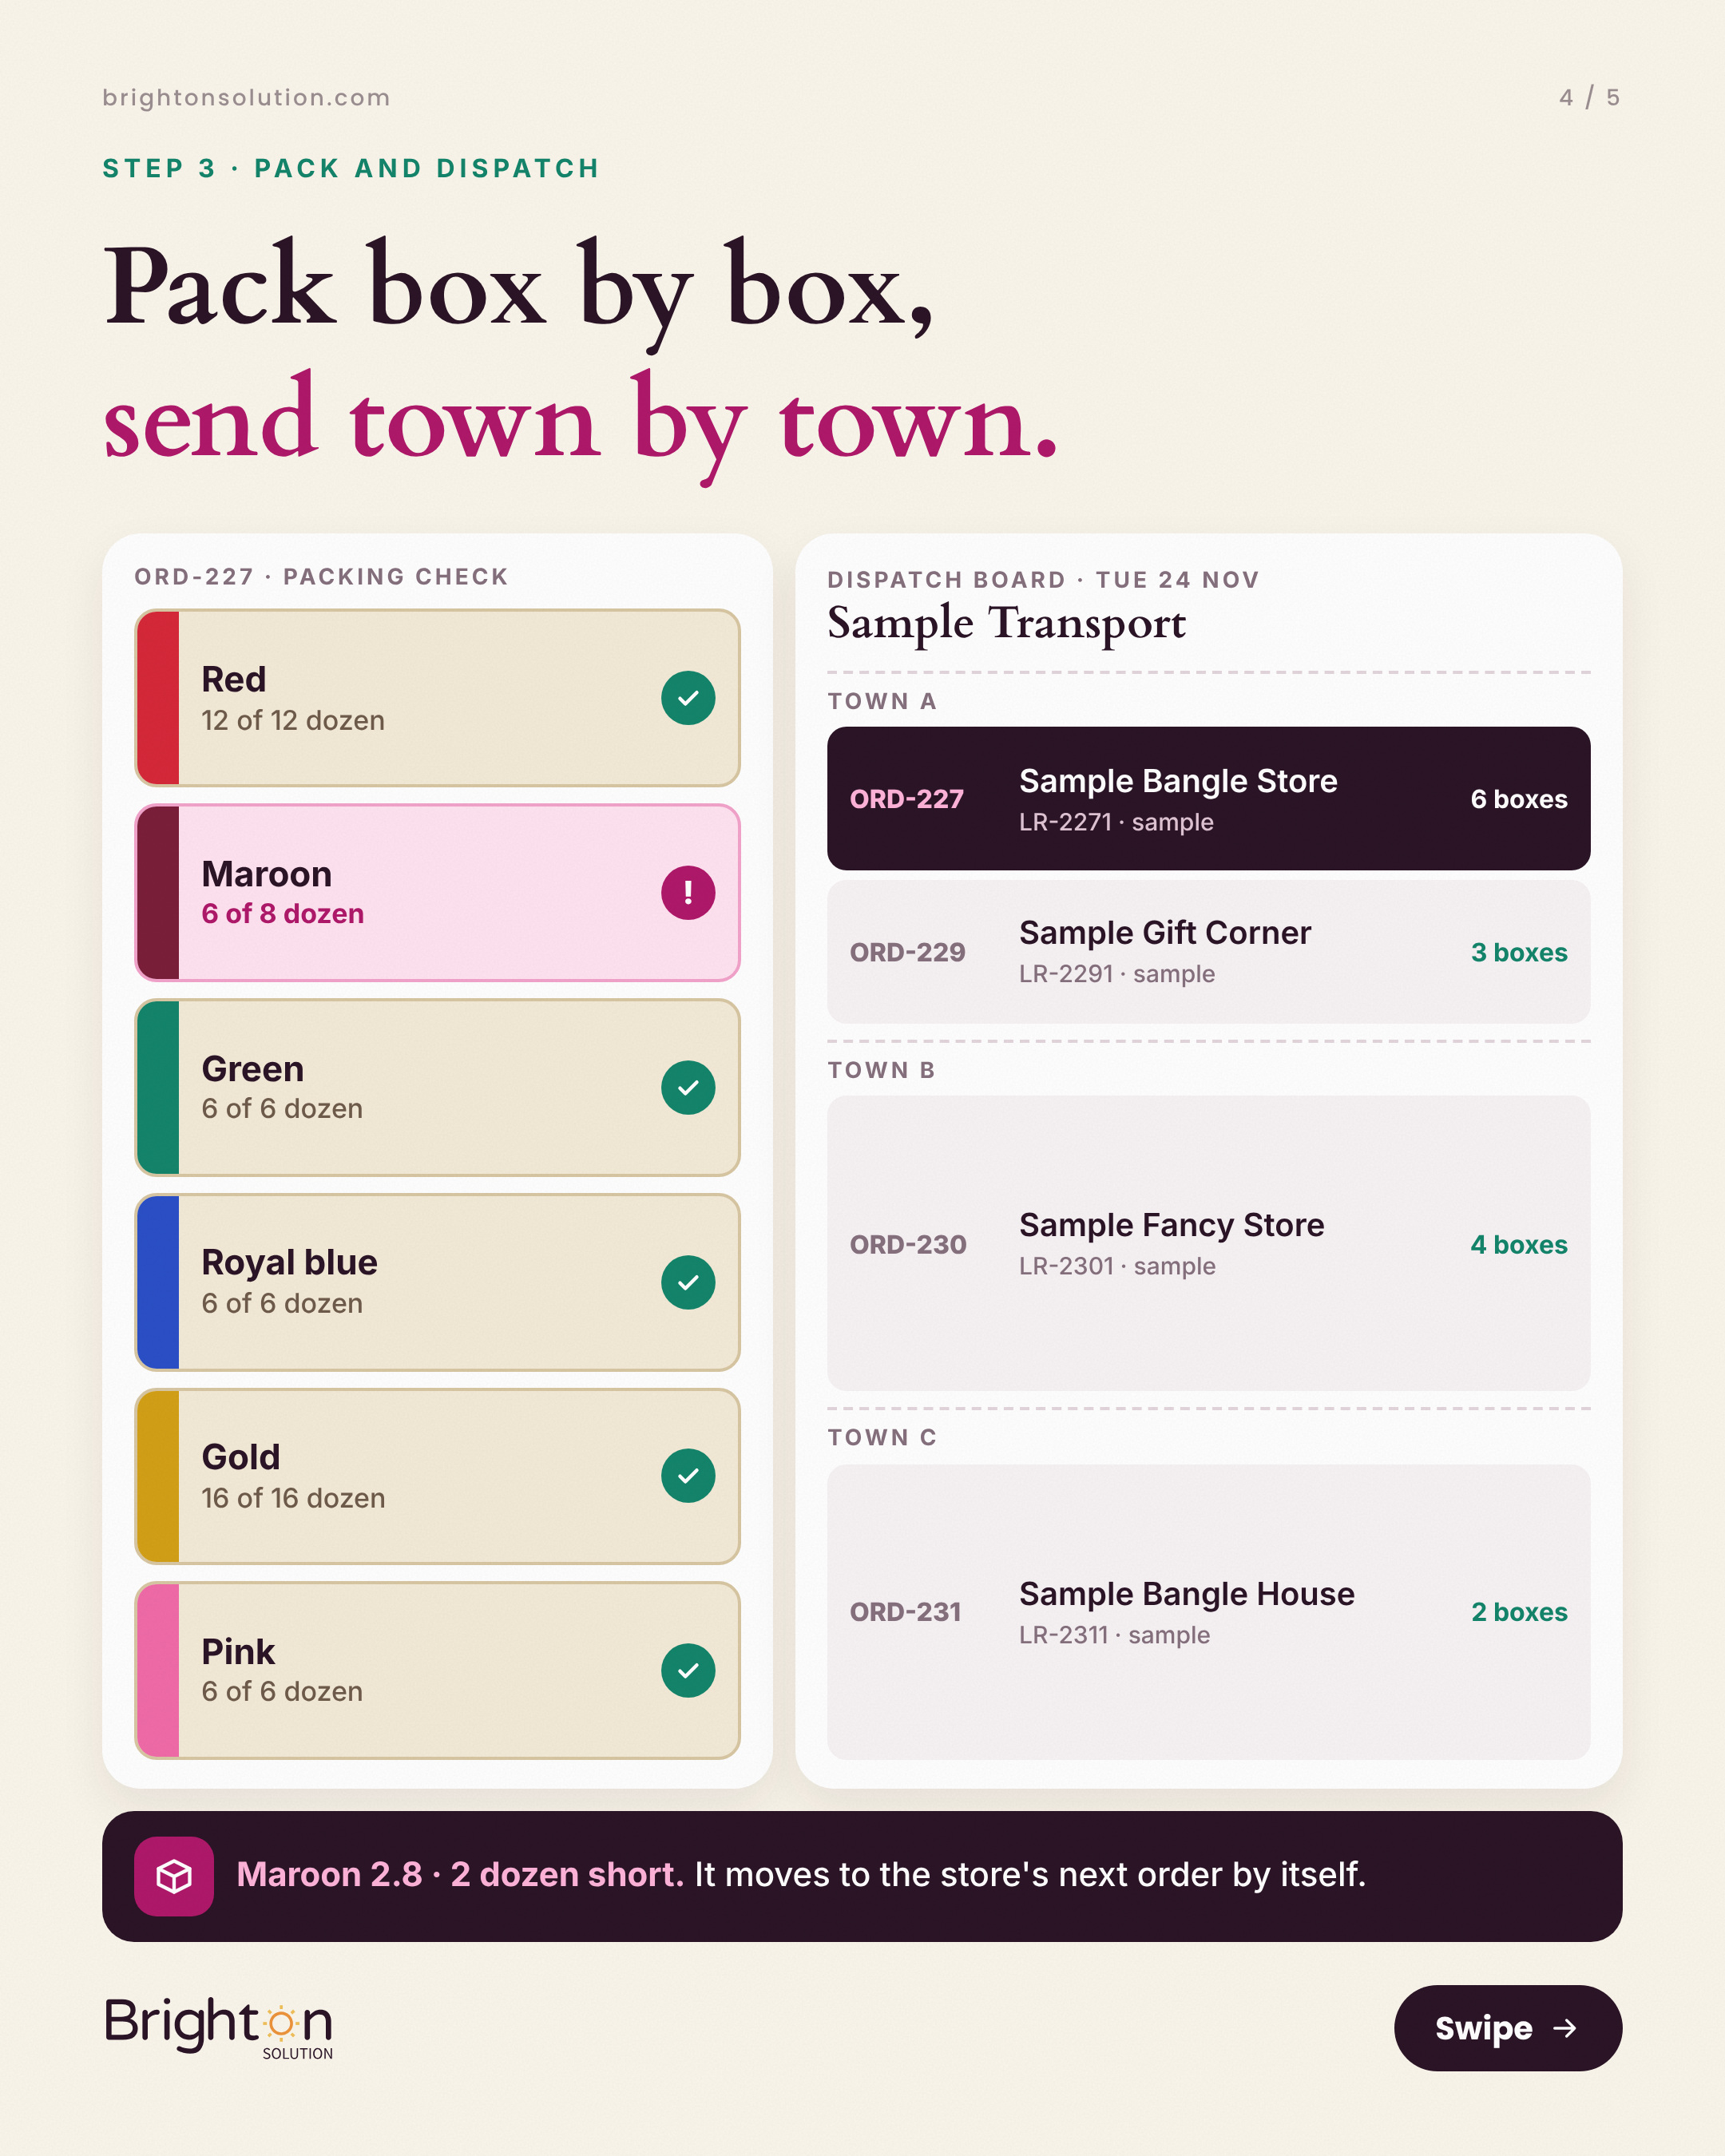 brightonsolution.com
4 / 5
STEP 3 · PACK AND DISPATCH
Pack box by box,
send town by town.
ORD-227 · PACKING CHECK
Red
12 of 12 dozen
Maroon
6 of 8 dozen
!
Green
6 of 6 dozen
Royal blue
6 of 6 dozen
Gold
16 of 16 dozen
Pink
6 of 6 dozen
DISPATCH BOARD · TUE 24 NOV
Sample Transport
TOWN A
ORD-227 Sample Bangle Store 6 boxes
LR-2271 · sample
ORD-229 Sample Gift Corner 3 boxes
LR-2291 · sample
TOWN B
ORD-230 Sample Fancy Store 4 boxes
LR-2301 · sample
TOWN C
ORD-231 Sample Bangle House 2 boxes
LR-2311 · sample
Maroon 2.8 · 2 dozen short. It moves to the store's next order by itself.
Brighton
SOLUTION
Swipe →